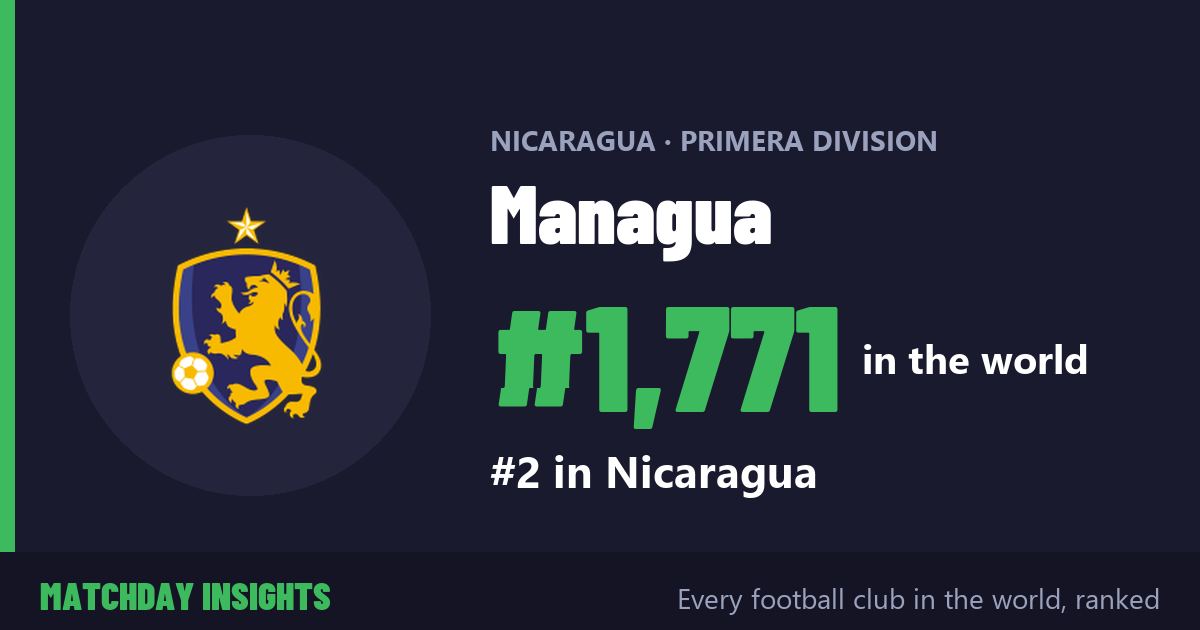 NICARAGUA · PRIMERA DIVISION
Managua
#1,771 in the world
#2 in Nicaragua
MATCHDAY INSIGHTS
Every football club in the world, ranked